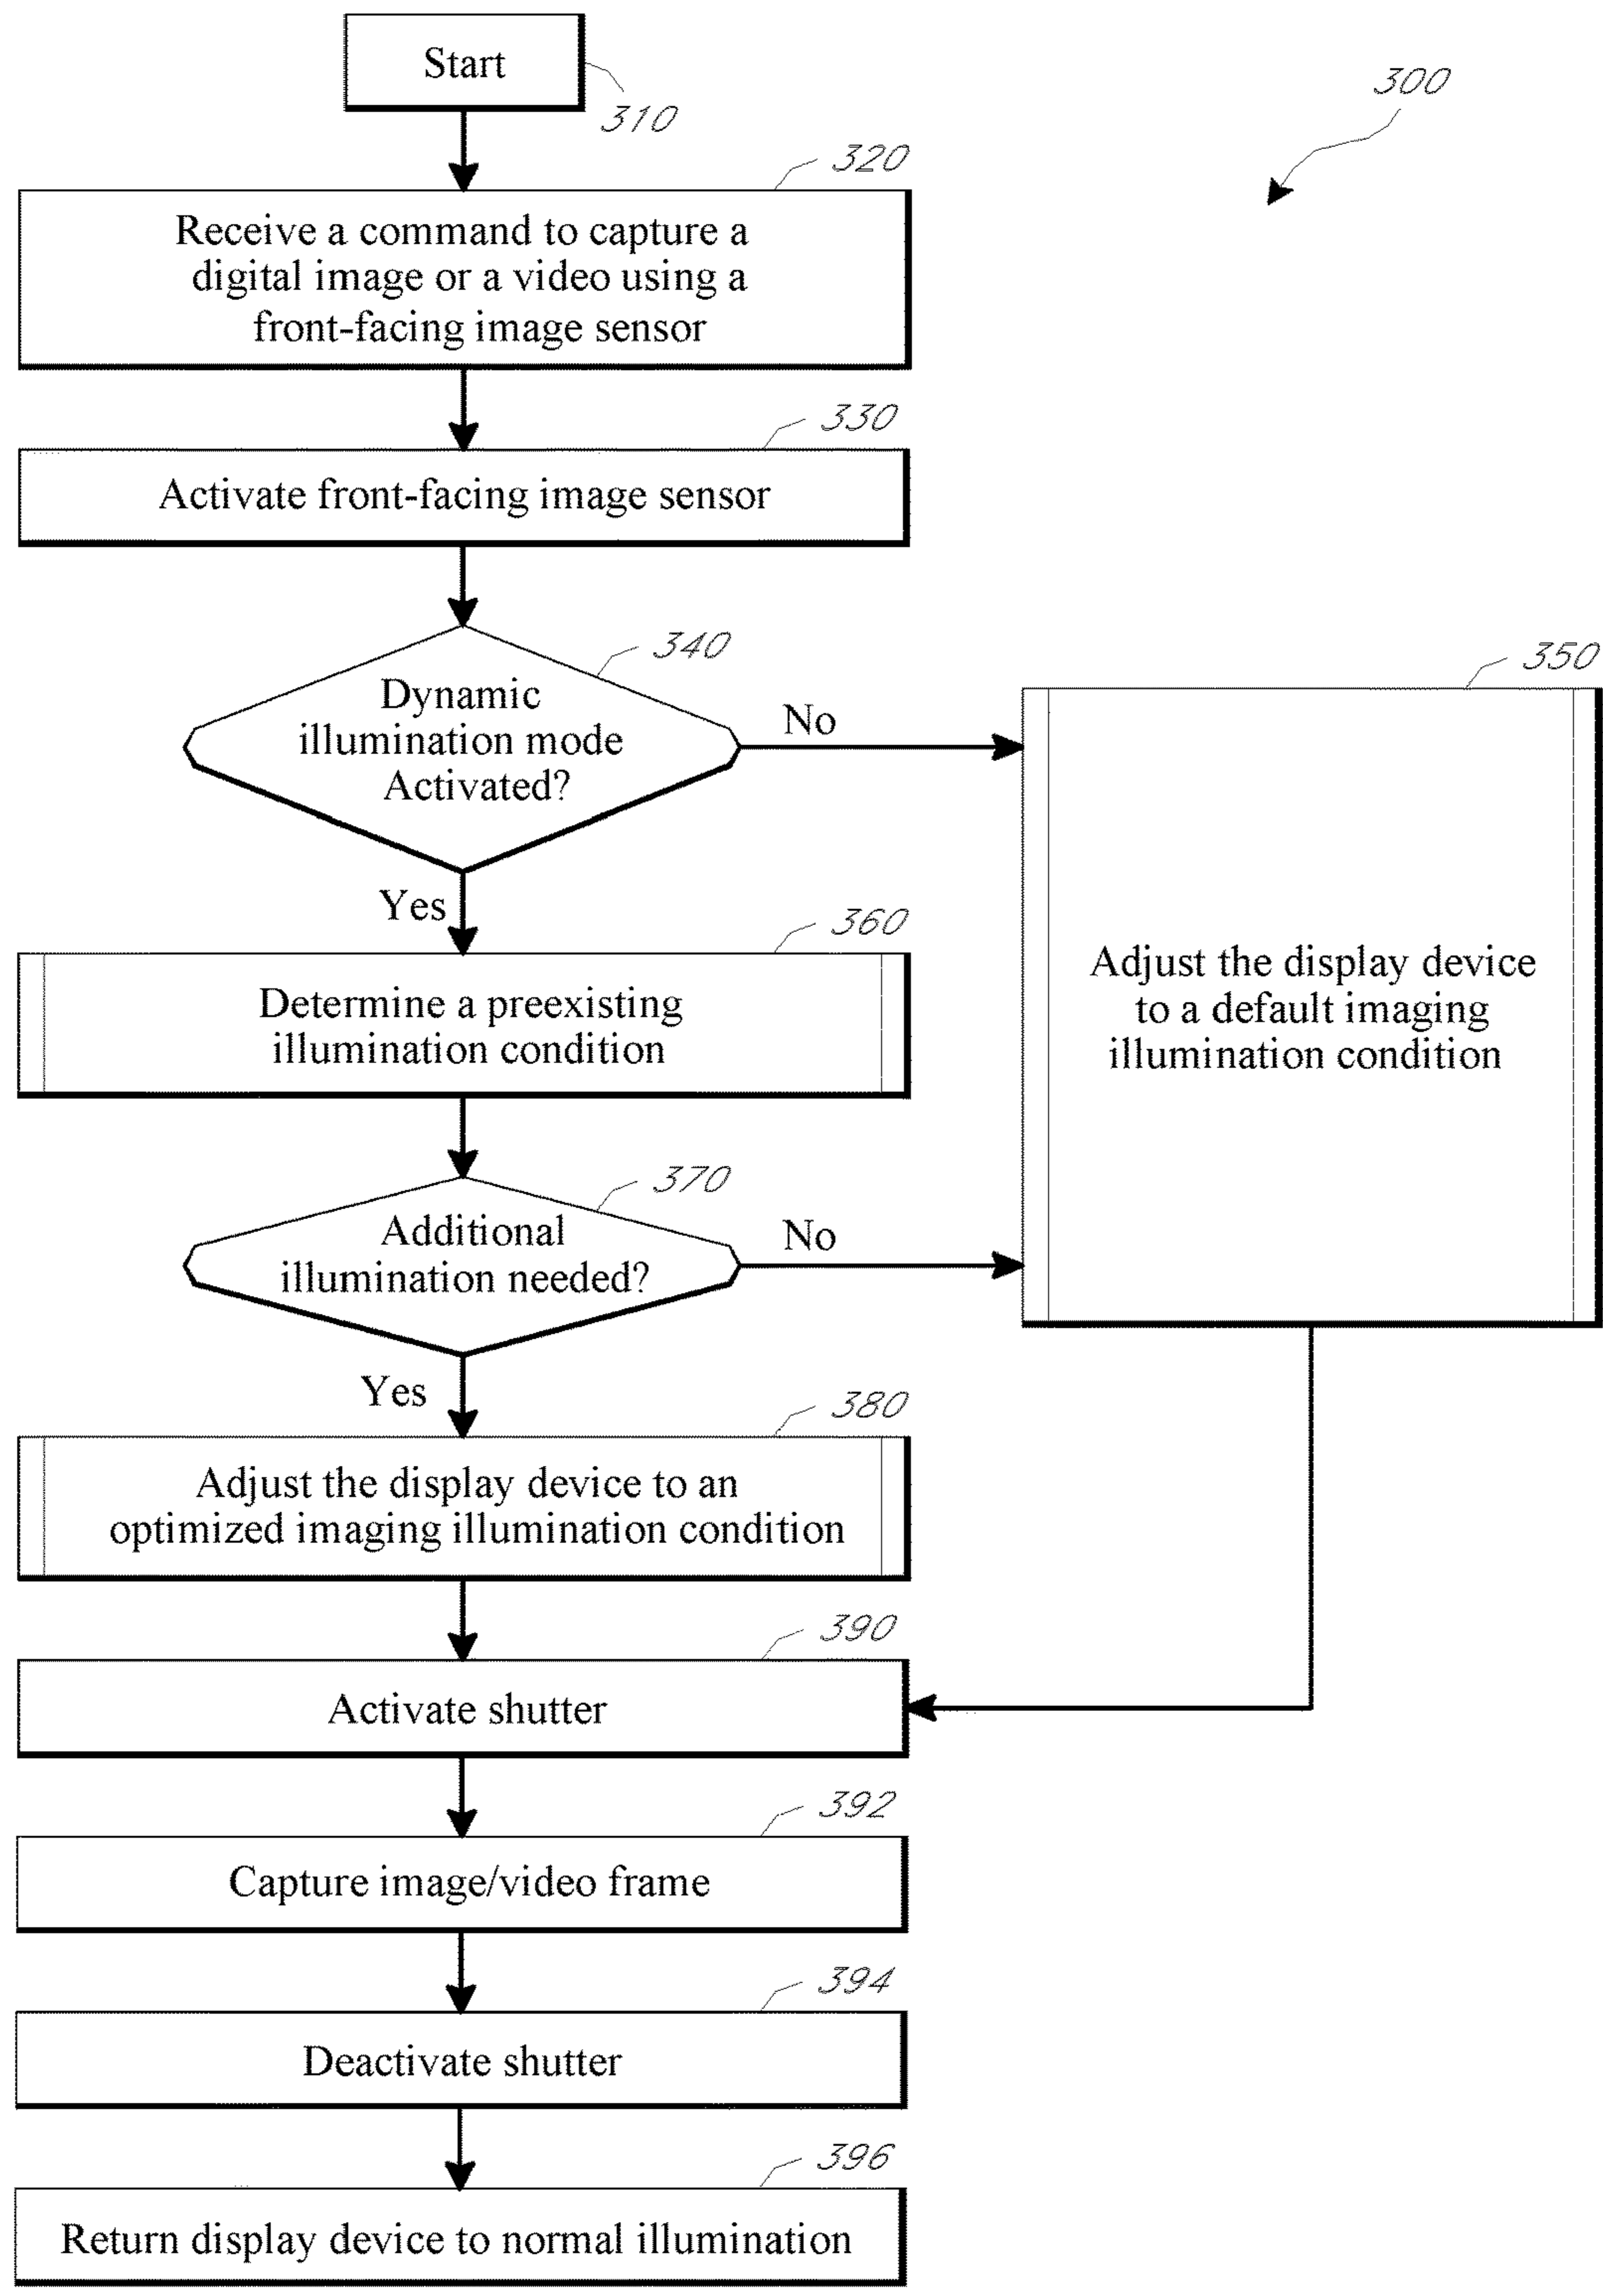 Start
310
300
320
Receive a command to capture a
digital image or a video using a
front-facing image sensor
330
Activate front-facing image sensor
340
Dynamic
illumination mode
Activated?
No
350
Adjust the display device
to a default imaging
illumination condition
Yes
360
Determine a preexisting
illumination condition
370
Additional
illumination needed?
No
Yes
380
Adjust the display device to an
optimized imaging illumination condition
390
Activate shutter
392
Capture image/video frame
394
Deactivate shutter
396
Return display device to normal illumination